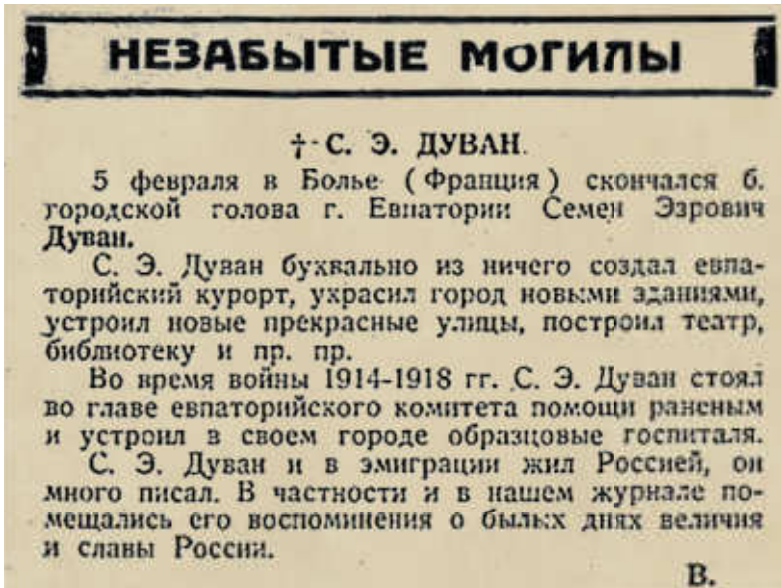 НЕЗАБЫТЫЕ МОГИЛЫ
† С. Э. ДУВАН.
5 февраля в Болье (Франция) скончался б.
городской голова г. Евпатории Семен Эзрович
Дуван.
С. Э. Дуван буквально из ничего создал евпа-
торийский курорт, украсил город новыми зданиями,
устроил новые прекрасные улицы, построил театр,
библиотеку и пр. пр.
Во время войны 1914-1918 гг. С. Э. Дуван стоял
во главе евпаторийского комитета помощи раненым
и устроил в своем городе образцовые госпиталя.
С. Э. Дуван и в эмиграции жил Россией, он
много писал. В частности и в нашем журнале по-
мещались его воспоминения о былых днях величия
и славы России.
В.